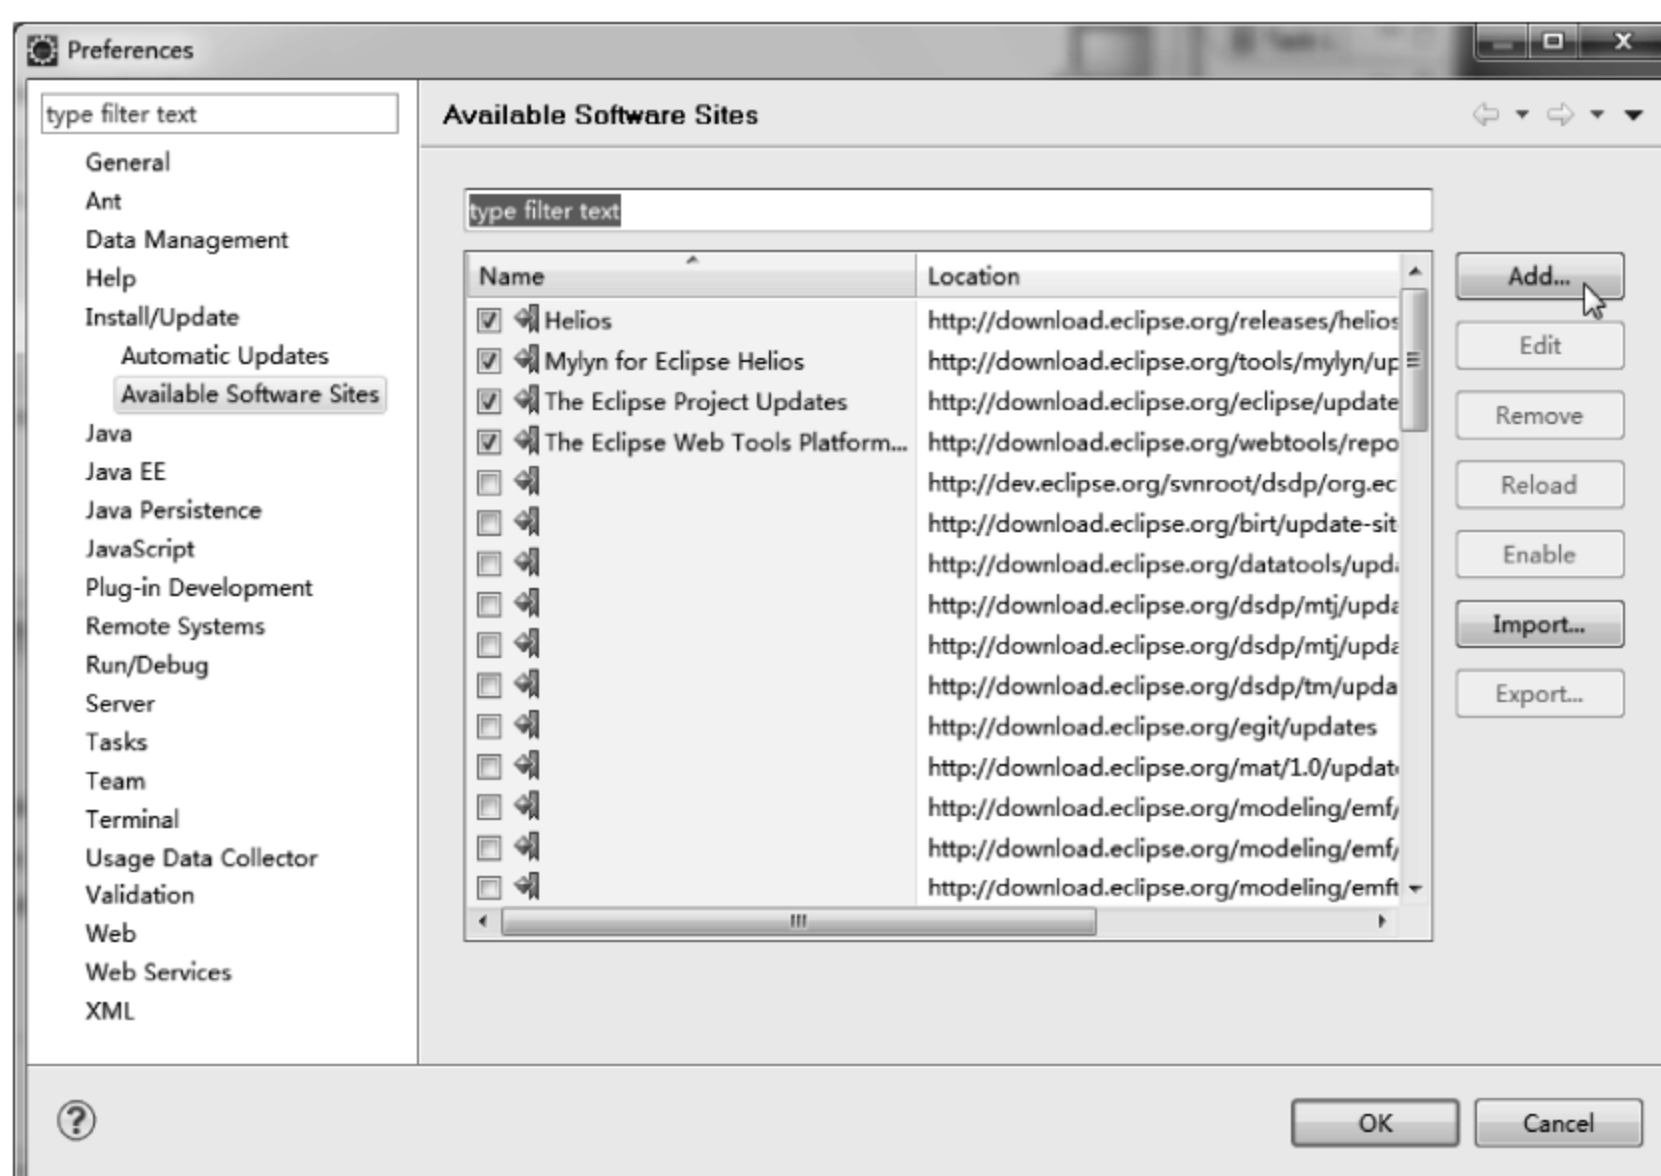 Preferences
type filter text
General
Ant
Data Management
Help
Install/Update
Automatic Updates
Available Software Sites
Java
Java EE
Java Persistence
JavaScript
Plug-in Development
Remote Systems
Run/Debug
Server
Tasks
Team
Terminal
Usage Data Collector
Validation
Web
Web Services
XML
Available Software Sites
type filter text
Name Location
Helios http://download.eclipse.org/releases/helios
Mylyn for Eclipse Helios http://download.eclipse.org/tools/mylyn/up
The Eclipse Project Updates http://download.eclipse.org/eclipse/update
The Eclipse Web Tools Platform... http://download.eclipse.org/webtools/repo
http://dev.eclipse.org/svnroot/dsdp/org.ec
http://download.eclipse.org/birt/update-sit
http://download.eclipse.org/datatools/upda
http://download.eclipse.org/dsdp/mtj/upda
http://download.eclipse.org/dsdp/mtj/upda
http://download.eclipse.org/dsdp/tm/upda
http://download.eclipse.org/egit/updates
http://download.eclipse.org/mat/1.0/updat
http://download.eclipse.org/modeling/emf/
http://download.eclipse.org/modeling/emf/
http://download.eclipse.org/modeling/emft
Add...
Edit
Remove
Reload
Enable
Import...
Export...
OK
Cancel